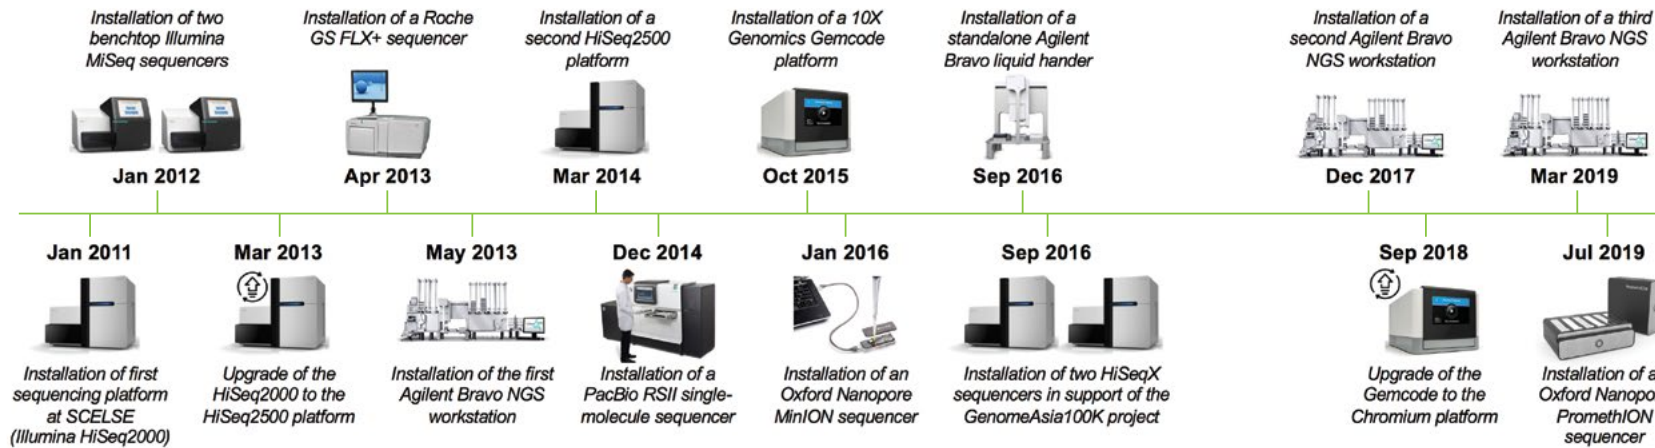 Installation of two
benchtop Illumina
MiSeq sequencers
Jan 2012
Installation of a Roche
GS FLX+ sequencer
Apr 2013
Installation of a
second HiSeq2500
platform
Mar 2014
Installation of a 10X
Genomics Gemcode
platform
Oct 2015
Installation of a
standalone Agilent
Bravo liquid hander
Sep 2016
Installation of a
second Agilent Bravo
NGS workstation
Dec 2017
Installation of a third
Agilent Bravo NGS
workstation
Mar 2019
Jan 2011
Installation of first
sequencing platform
at SCELSE
(Illumina HiSeq2000)
Mar 2013
Upgrade of the
HiSeq2000 to the
HiSeq2500 platform
May 2013
Installation of the first
Agilent Bravo NGS
workstation
Dec 2014
Installation of a
PacBio RSII single-
molecule sequencer
Jan 2016
Installation of an
Oxford Nanopore
MinION sequencer
Sep 2016
Installation of two HiSeqX
sequencers in support of the
GenomeAsia100K project
Sep 2018
Upgrade of the
Gemcode to the
Chromium platform
Jul 2019
Installation of a
Oxford Nanopo
PromethION
sequencer